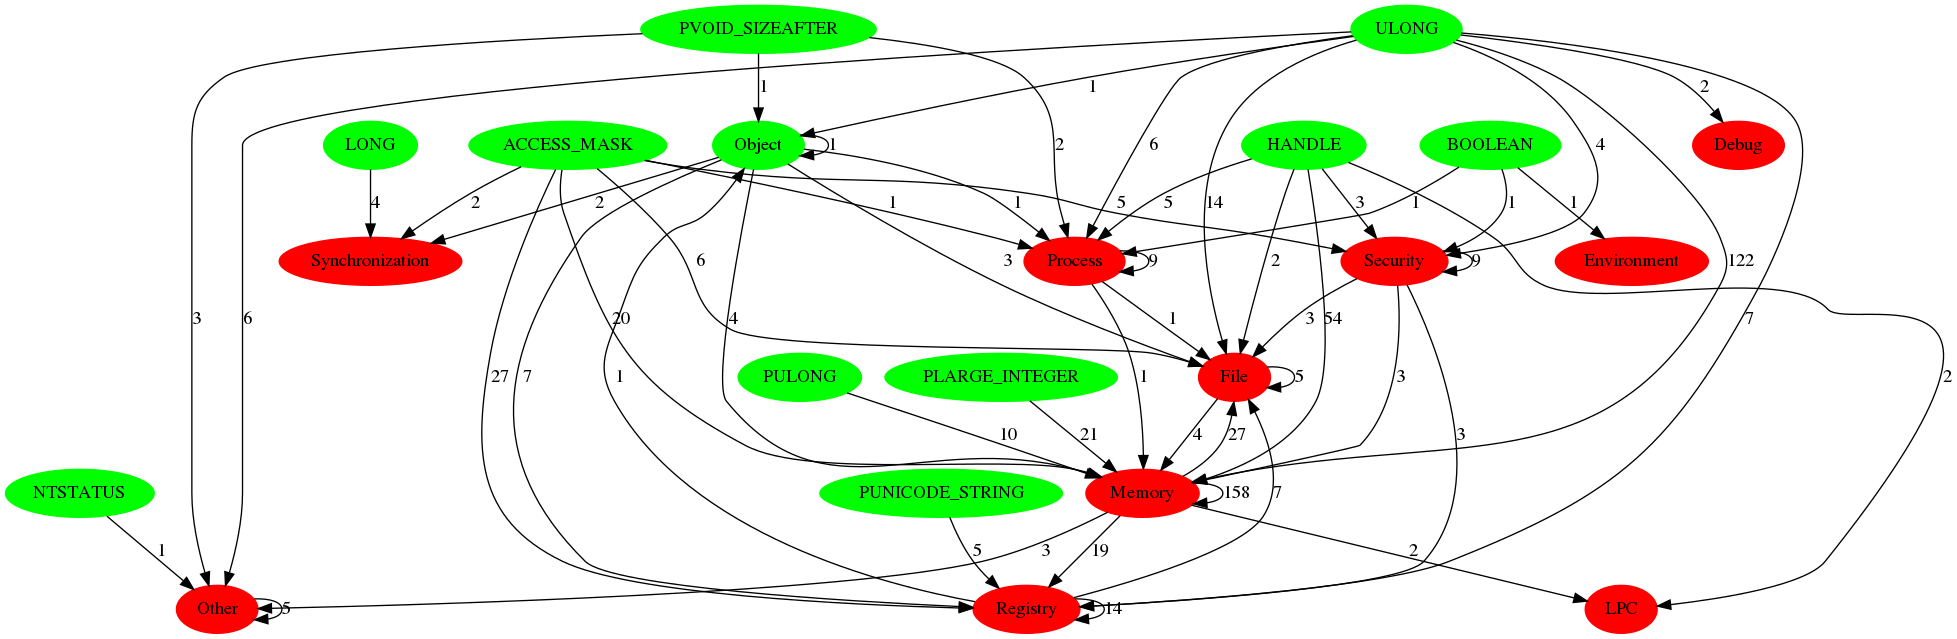 PVOID_SIZEAFTER
ULONG
1
1
2
LONG
ACCESS_MASK
Object
1
2
6
HANDLE
BOOLEAN
4
Debug
4
2
2
1
1
5
5
14
3
1
1
1
2
Synchronization
6
3
Process
9
2
Security
9
Environment
122
3
6
20
4
1
3
54
7
27
7
1
PULONG
PLARGE_INTEGER
1
File
5
3
2
10
21
4
27
3
NTSTATUS
PUNICODE_STRING
Memory
158
7
1
5
3
19
2
Other
5
Registry
14
LPC